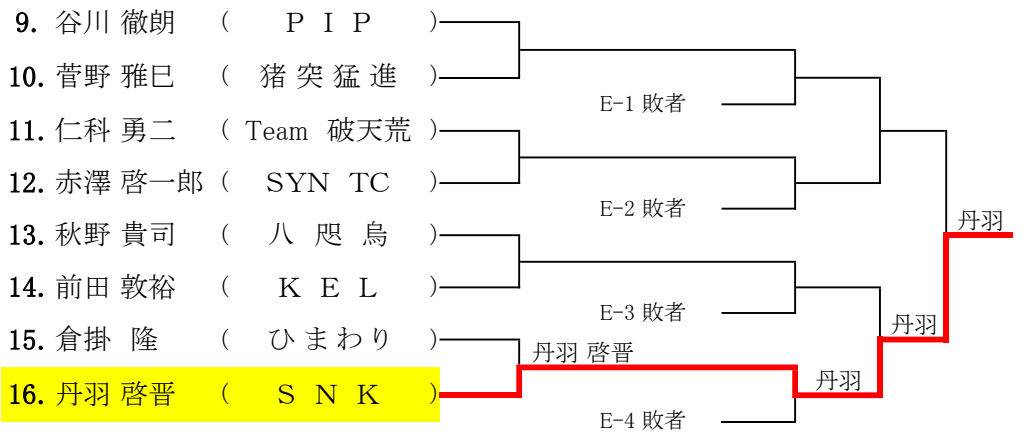 9. 谷川 徹朗 ( P I P )
10. 菅野 雅巳 ( 猪 突 猛 進 )
E-1 敗者
11. 仁科 勇二 ( Team 破天荒 )
12. 赤澤 啓一郎 ( SYN TC )
E-2 敗者
13. 秋野 貴司 ( 八 咫 烏 )
丹羽
14. 前田 敦裕 ( K E L )
E-3 敗者
丹羽
15. 倉掛 隆 ( ひ ま わ り )
丹羽 啓晋
丹羽
16. 丹羽 啓晋 ( S N K )
E-4 敗者